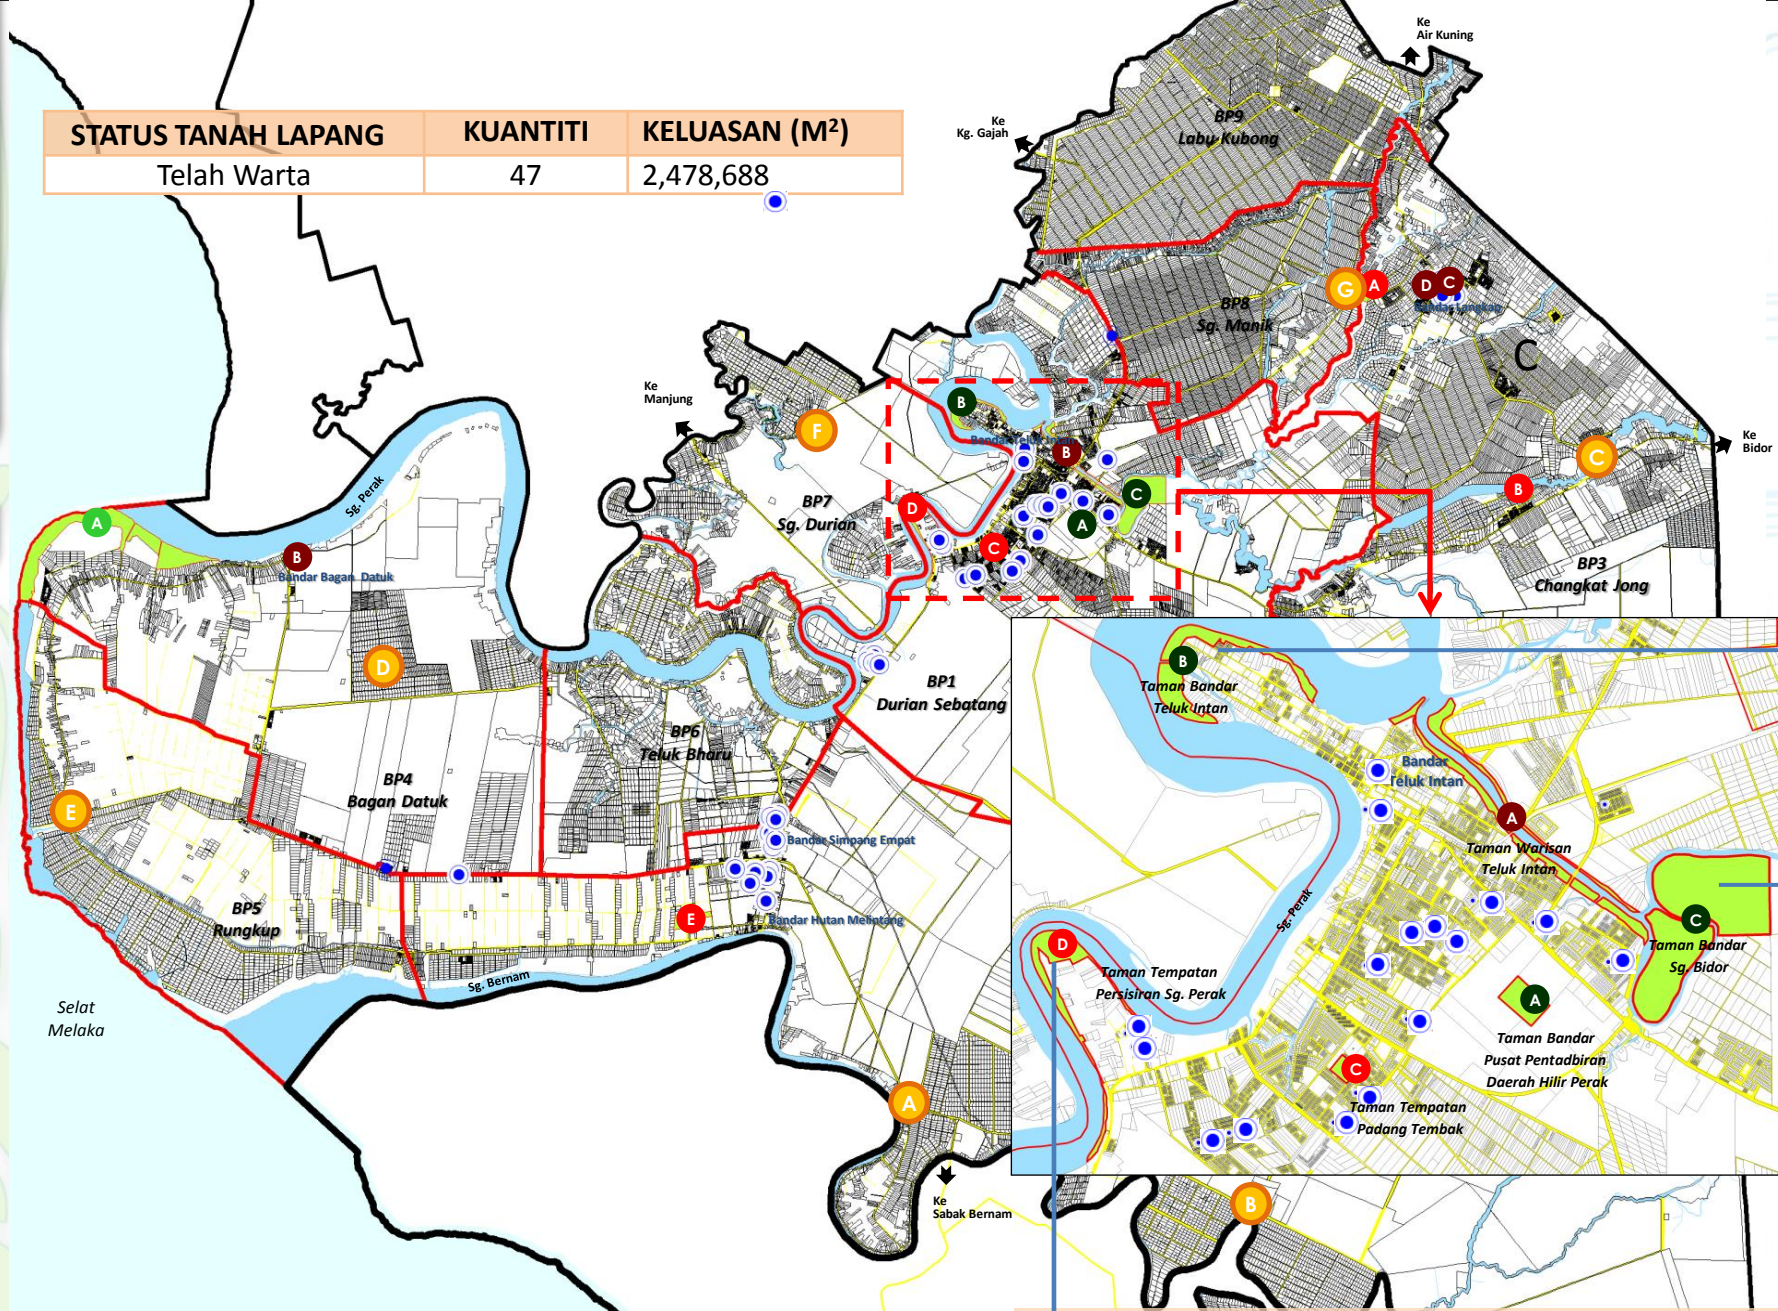 STATUS TANAH LAPANG KUANTITI KELUASAN (M²)
Telah Warta 47 2,478,688
Ke
Air Kuning
Ke
Kg. Gajah
BP9
Labu Kubong
G
A
D
C
Bandar Langkap
BP8
Sg. Manik
C
Ke
Manjung
F
B
Bandar Teluk Intan
B
C
Ke
Bidor
BP7
Sg. Durian
D
C
A
B
C
BP3
Changkat Jong
Sg. Perak
A
B
Bandar Bagan Datuk
D
BP1
Durian Sebatang
BP6
Teluk Bharu
BP4
Bagan Datuk
E
Bandar Simpang Empat
BP5
Rungkup
E
Bandar Hutan Melintang
Sg. Bernam
Selat
Melaka
A
Ke
Sabak Bernam
B
B
Taman Bandar
Teluk Intan
Bandar
Teluk Intan
A
Taman Warisan
Teluk Intan
Sg. Perak
C
Taman Bandar
Sg. Bidor
D
Taman Tempatan
Persisiran Sg. Perak
A
Taman Bandar
Pusat Pentadbiran
Daerah Hilir Perak
C
Taman Tempatan
Padang Tembak